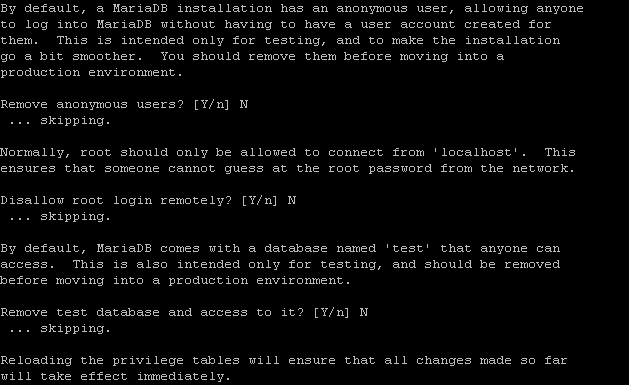 By default, a MariaDB installation has an anonymous user, allowing anyone
to log into MariaDB without having to have a user account created for
them.  This is intended only for testing, and to make the installation
go a bit smoother.  You should remove them before moving into a
production environment.

Remove anonymous users? [Y/n] N
 ... skipping.

Normally, root should only be allowed to connect from 'localhost'.  This
ensures that someone cannot guess at the root password from the network.

Disallow root login remotely? [Y/n] N
 ... skipping.

By default, MariaDB comes with a database named 'test' that anyone can
access.  This is also intended only for testing, and should be removed
before moving into a production environment.

Remove test database and access to it? [Y/n] N
 ... skipping.

Reloading the privilege tables will ensure that all changes made so far
will take effect immediately.